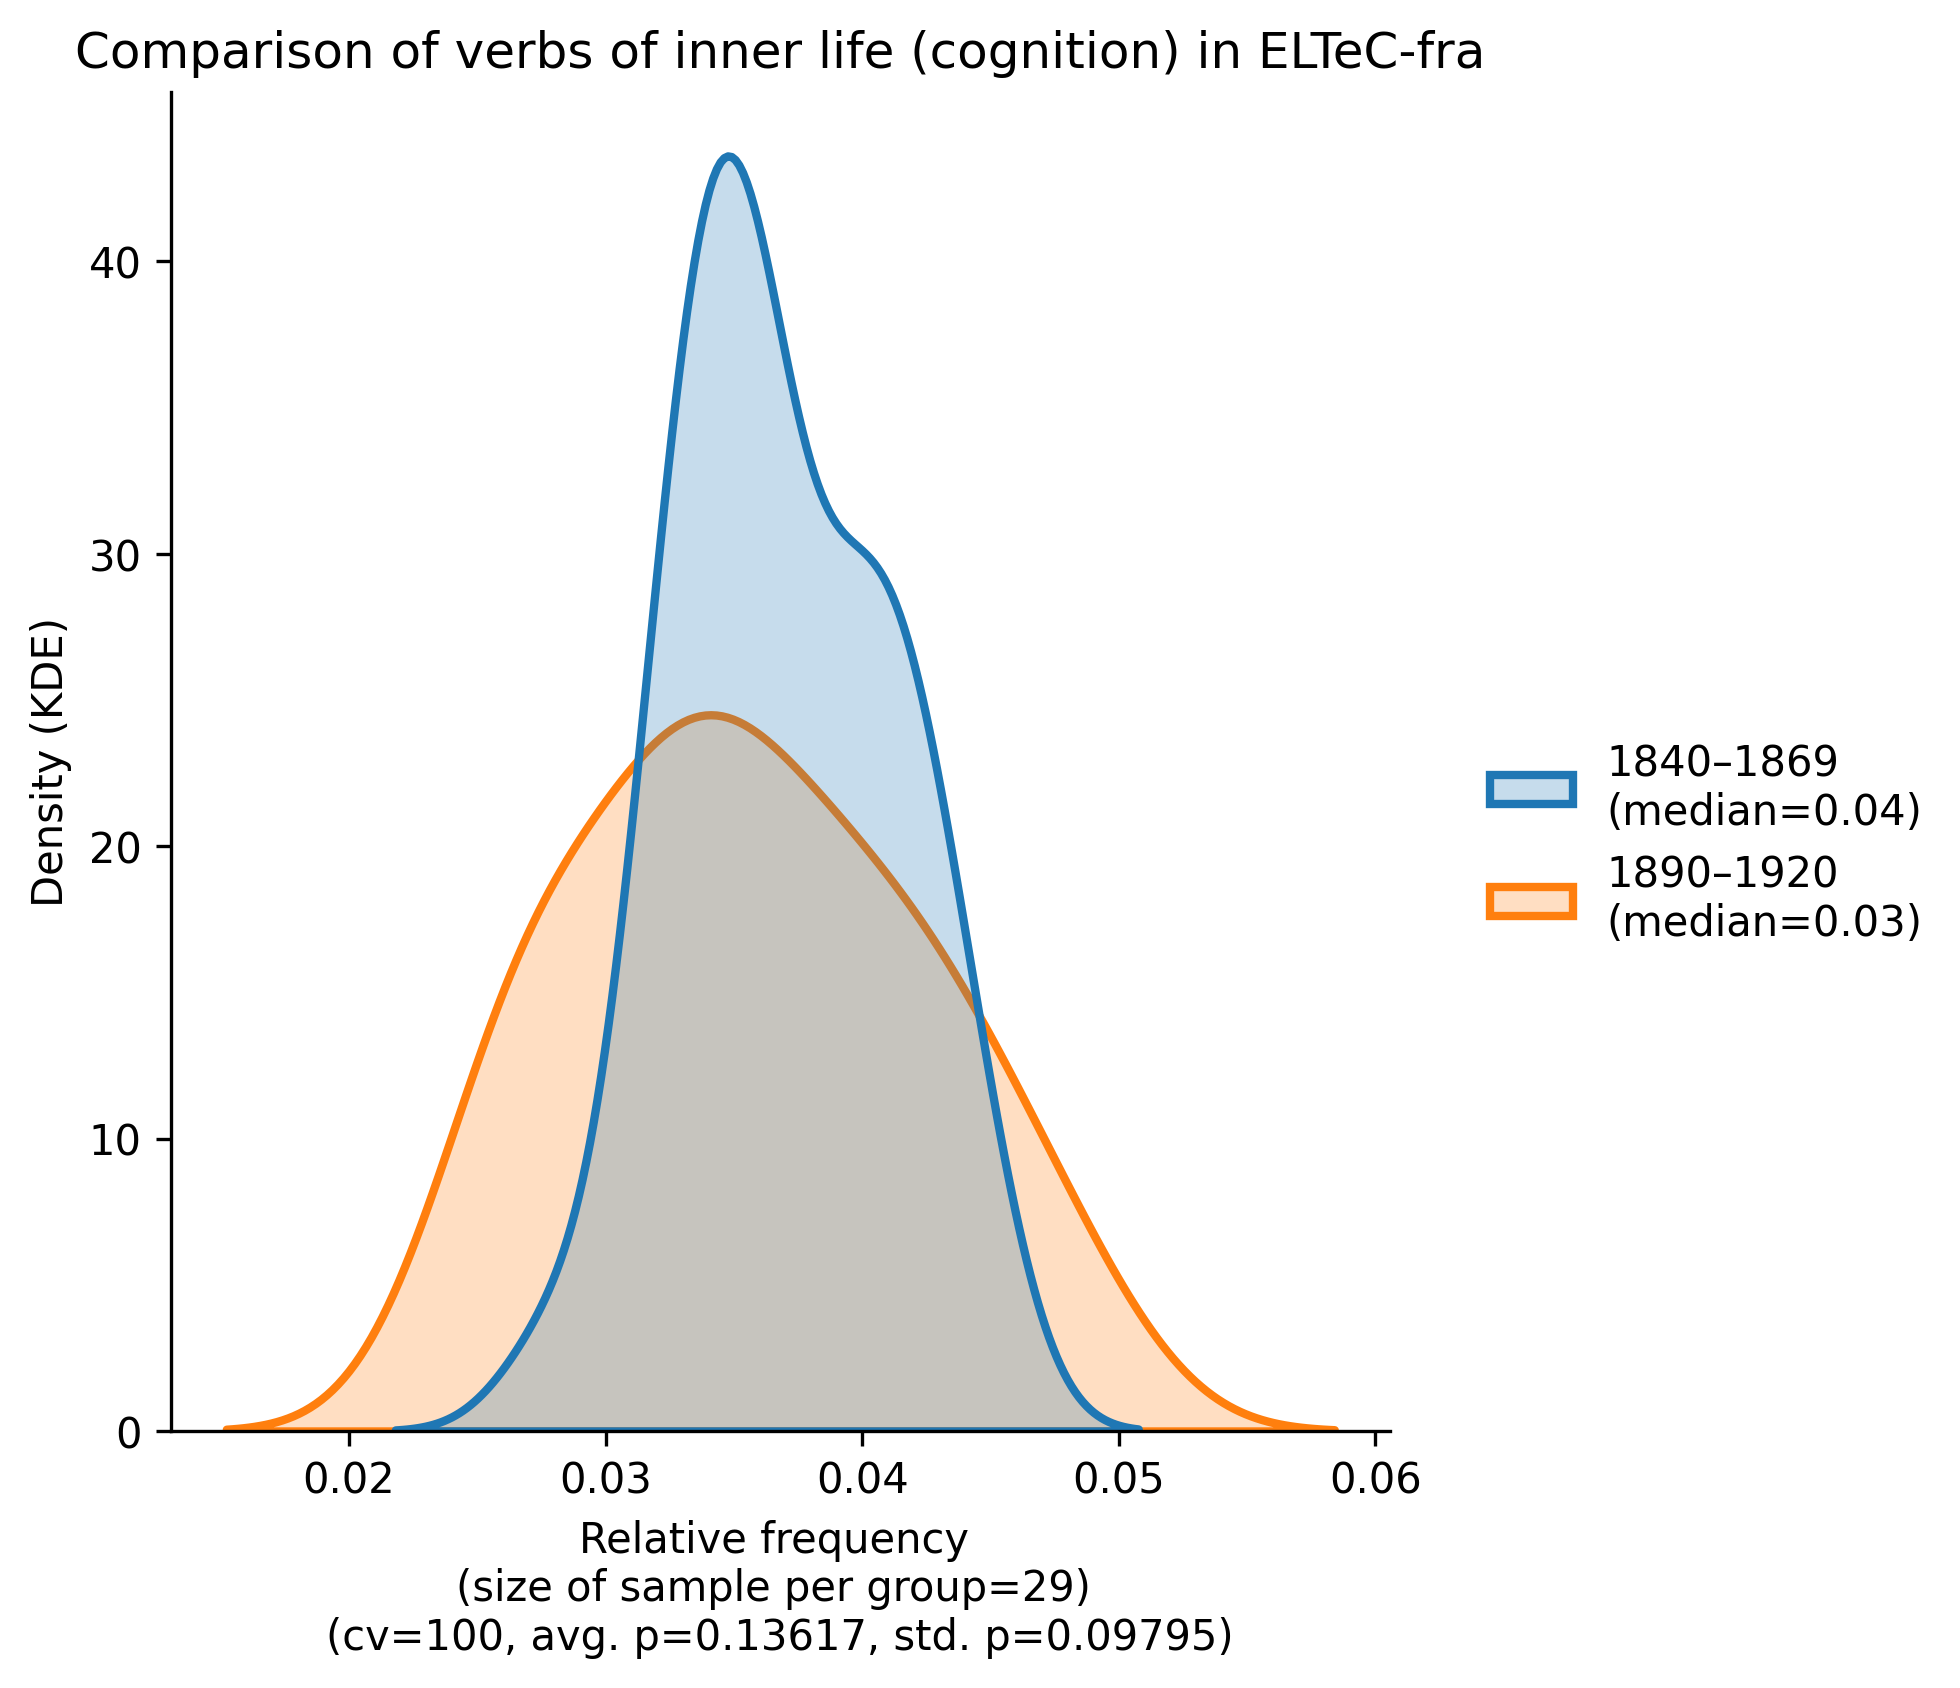 Comparison of verbs of inner life (cognition) in ELTeC-fra
Density (KDE)
40
30
20
10
0
0.02 0.03 0.04 0.05 0.06
Relative frequency
(size of sample per group=29)
(cv=100, avg. p=0.13617, std. p=0.09795)
1840–1869
(median=0.04)
1890–1920
(median=0.03)